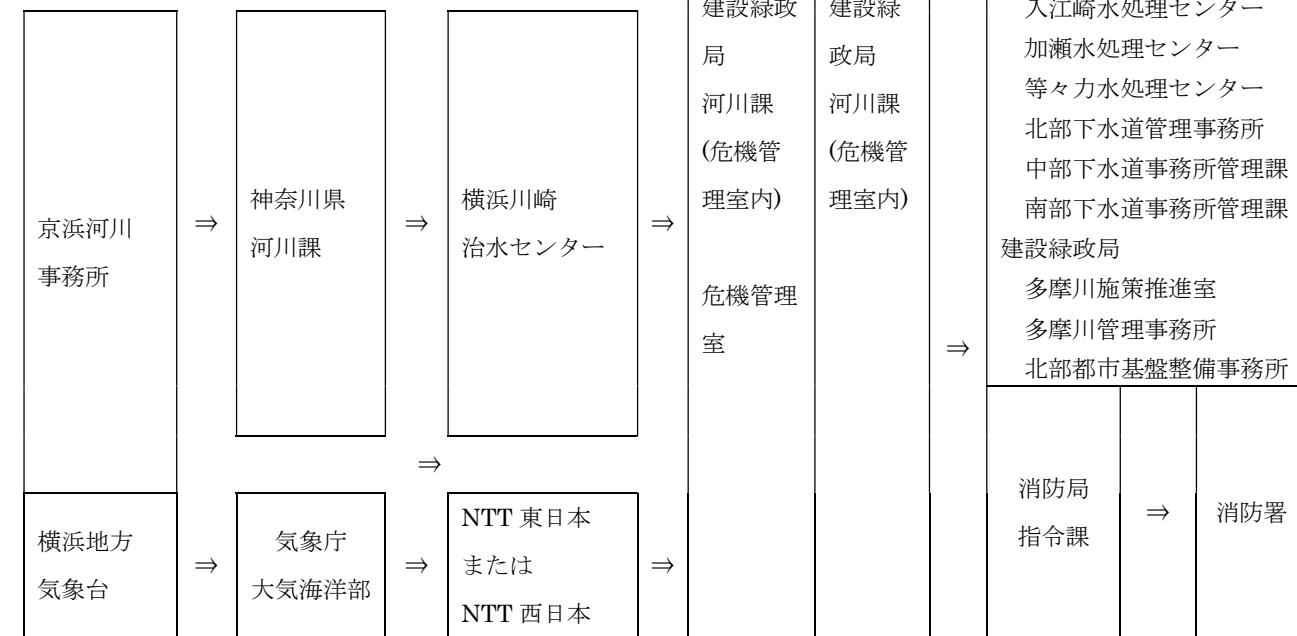 京浜河川
事務所
⇒
神奈川県
河川課
⇒
横浜川崎
治水センター
⇒
建設緑政
局
河川課
(危機管
理室内)
危機管理
室
建設緑
政局
河川課
(危機管
理室内)
⇒
入江崎水処理センター
加瀬水処理センター
等々力水処理センター
北部下水道管理事務所
中部下水道事務所管理課
南部下水道事務所管理課
建設緑政局
多摩川施策推進室
多摩川管理事務所
北部都市基盤整備事務所
⇒
横浜地方
気象台
⇒
気象庁
大気海洋部
⇒
NTT 東日本
または
NTT 西日本
⇒
消防局
指令課
⇒
消防署